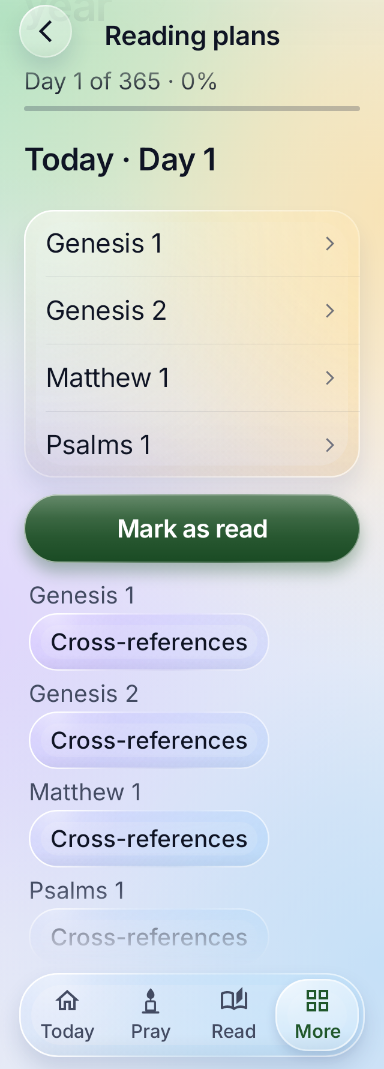 year
Reading plans
Day 1 of 365 · 0%
Today · Day 1
Genesis 1
Genesis 2
Matthew 1
Psalms 1
Mark as read
Genesis 1
Cross-references
Genesis 2
Cross-references
Matthew 1
Cross-references
Psalms 1
Cross-references
Today Pray Read More